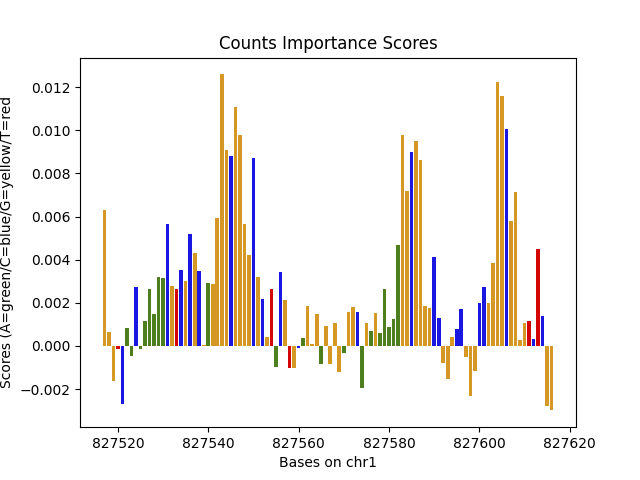 Counts Importance Scores
Scores (A=green/C=blue/G=yellow/T=red
0.012
0.010
0.008
0.006
0.004
0.002
0.000
−0.002
827520 827540 827560 827580 827600 827620
Bases on chr1